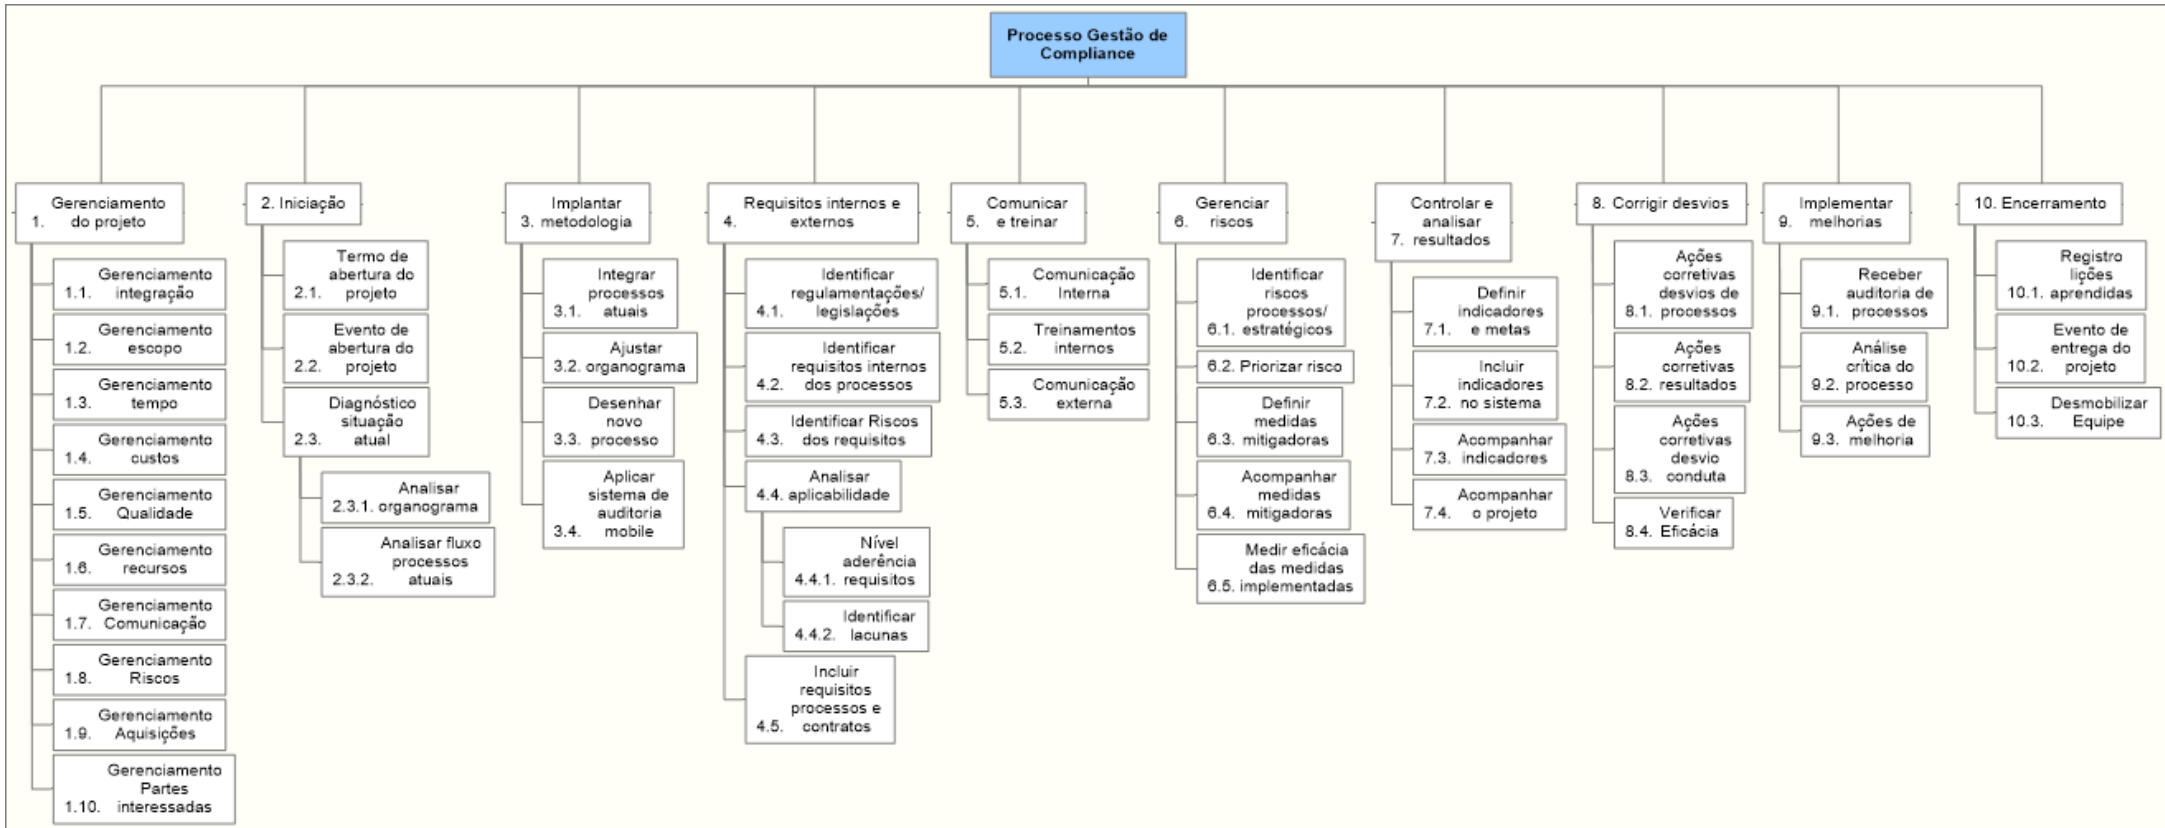 Processo Gestão de
Compliance
Gerenciamento
1. do projeto
Gerenciamento
1.1. integração
Gerenciamento
1.2. escopo
Gerenciamento
1.3. tempo
Gerenciamento
1.4. custos
Gerenciamento
1.5. Qualidade
Gerenciamento
1.6. recursos
Gerenciamento
1.7. Comunicação
Gerenciamento
1.8. Riscos
Gerenciamento
1.9. Aquisições
Gerenciamento
Partes
1.10. interessadas
2. Iniciação
Termo de
abertura do
2.1. projeto
Evento de
abertura do
2.2. projeto
Diagnóstico
situação
2.3. atual
Analisar
2.3.1. organograma
Analisar fluxo
processos
2.3.2. atuais
Implantar
3. metodologia
Integrar
processos
3.1. atuais
Ajustar
3.2. organograma
Desenhar
novo
3.3. processo
Aplicar
sistema de
auditoria
3.4. mobile
Requisitos internos e
4. externos
Identificar
regulamentações/
4.1. legislações
Identificar
requisitos internos
4.2. dos processos
Identificar Riscos
4.3. dos requisitos
Analisar
4.4. aplicabilidade
Nível
aderência
4.4.1. requisitos
Identificar
4.4.2. lacunas
Incluir
requisitos
processos e
4.5. contratos
Comunicar
5. e treinar
Comunicação
5.1. Interna
Treinamentos
5.2. internos
Comunicação
5.3. externa
Gerenciar
6. riscos
Identificar
riscos
processos/
6.1. estratégicos
6.2. Priorizar risco
Definir
medidas
6.3. mitigadoras
Acompanhar
medidas
6.4. mitigadoras
Medir eficácia
das medidas
6.5. implementadas
Controlar e
analisar
7. resultados
Definir
indicadores
7.1. e metas
Incluir
indicadores
7.2. no sistema
Acompanhar
7.3. indicadores
Acompanhar
7.4. o projeto
8. Corrigir desvios
Ações
corretivas
desvios de
8.1. processos
Ações
corretivas
8.2. resultados
Ações
corretivas
desvio
8.3. conduta
Verificar
8.4. Eficácia
Implementar
9. melhorias
Receber
auditoria de
9.1. processos
Análise
crítica do
9.2. processo
Ações de
9.3. melhoria
10. Encerramento
Registro
lições
10.1. aprendidas
Evento de
entrega do
10.2. projeto
Desmobilizar
10.3. Equipe